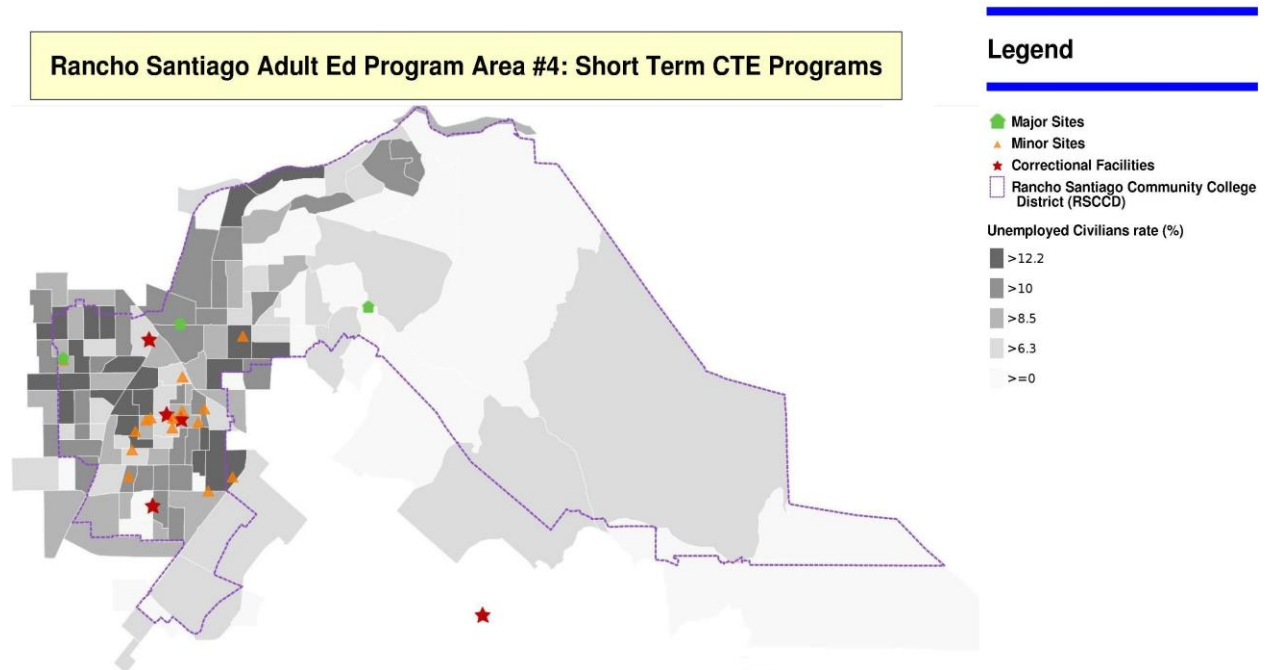 Rancho Santiago Adult Ed Program Area #4: Short Term CTE Programs
Legend
Major Sites
Minor Sites
Correctional Facilities
Rancho Santiago Community College
District (RSCCD)
Unemployed Civilians rate (%)
>12.2
>10
>8.5
>6.3
>=0